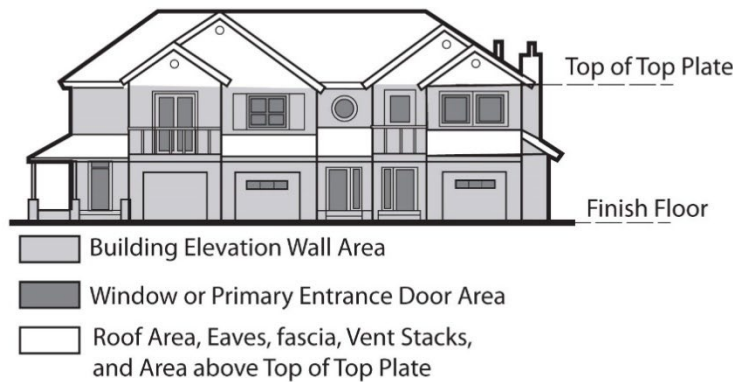 Top of Top Plate
Finish Floor
Building Elevation Wall Area
Window or Primary Entrance Door Area
Roof Area, Eaves, fascia, Vent Stacks,
and Area above Top of Top Plate